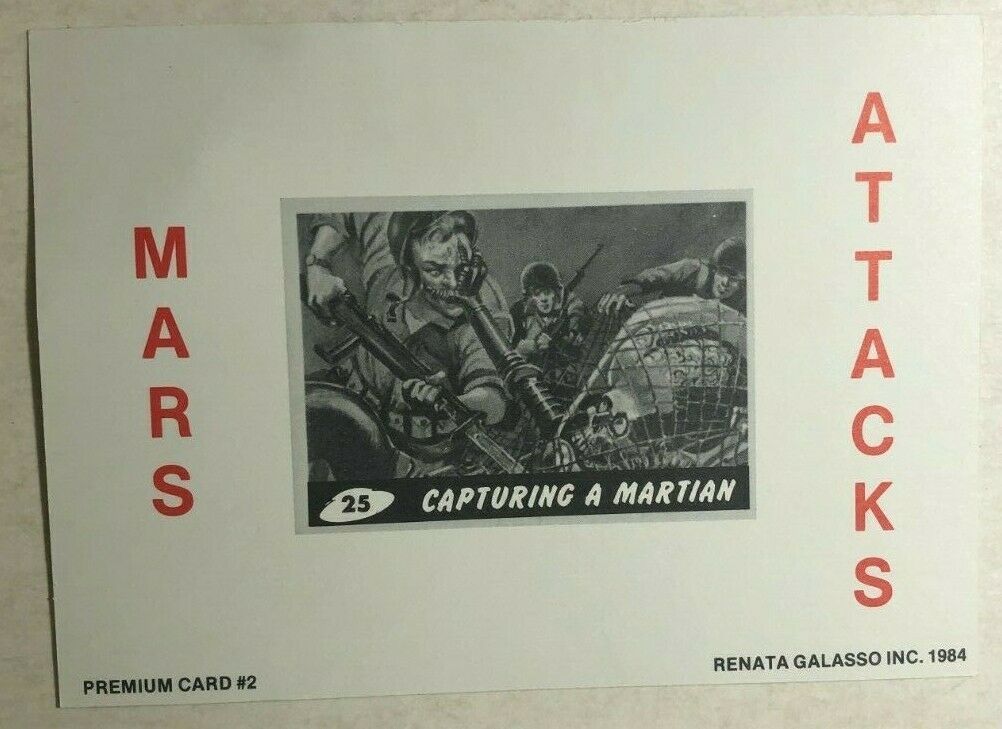 MARS
ATTACKS
25 CAPTURING A MARTIAN
PREMIUM CARD #2
RENATA GALASSO INC. 1984